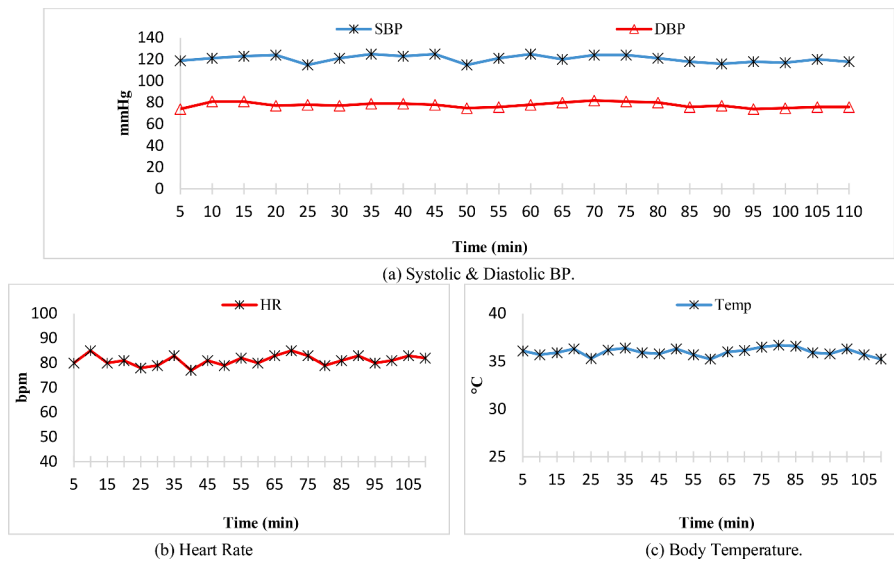 SBP DBP
140
120
100
80
60
40
20
0
mmHg
5 10 15 20 25 30 35 40 45 50 55 60 65 70 75 80 85 90 95 100 105 110
Time (min)
(a) Systolic & Diastolic BP.
HR
100
90
80
70
60
50
40
bpm
5 15 25 35 45 55 65 75 85 95 105
Time (min)
(b) Heart Rate
Temp
40
35
30
25
°C
5 15 25 35 45 55 65 75 85 95 105
Time (min)
(c) Body Temperature.